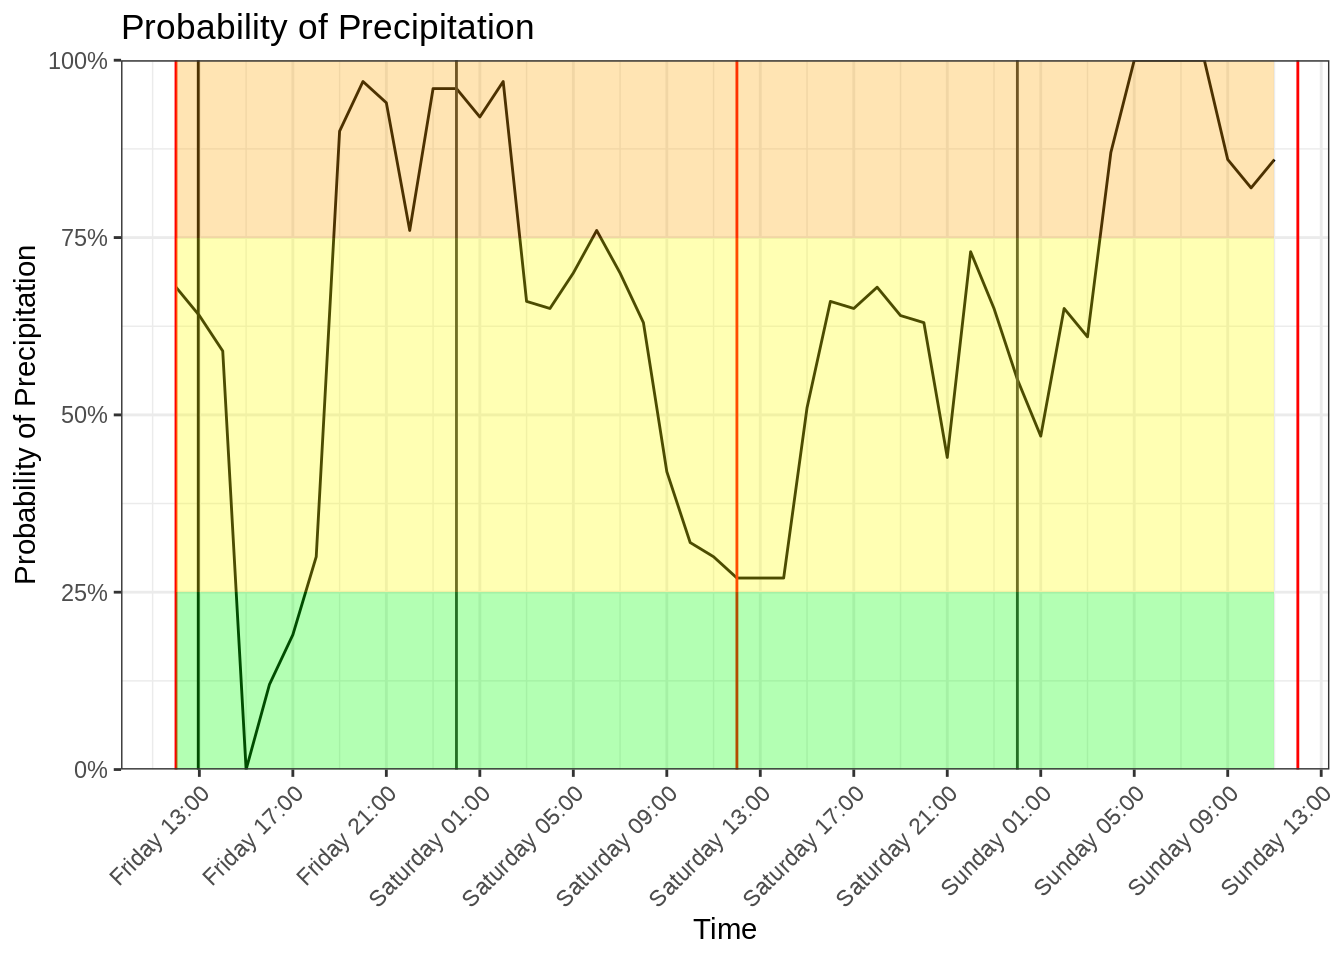 Probability of Precipitation
Probability of Precipitation
100%
75%
50%
25%
0%
Friday 13:00
Friday 17:00
Friday 21:00
Saturday 01:00
Saturday 05:00
Saturday 09:00
Saturday 13:00
Saturday 17:00
Saturday 21:00
Sunday 01:00
Sunday 05:00
Sunday 09:00
Sunday 13:00
Time